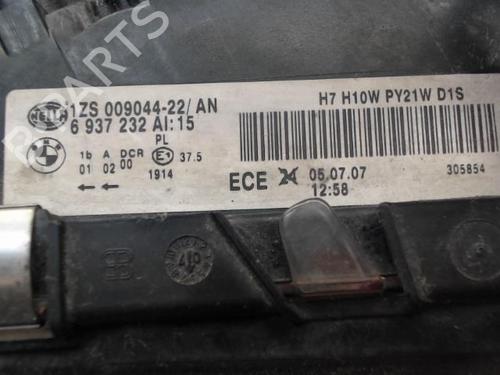 B PARTS
HELLA
1ZS 009044-22/ AN
6 937 232 AI:15
PL
1b A DCR E1 37.5
01 02 00
1914
H7 H10W PY21W D1S
ECE 05.07.07
12:58
305854